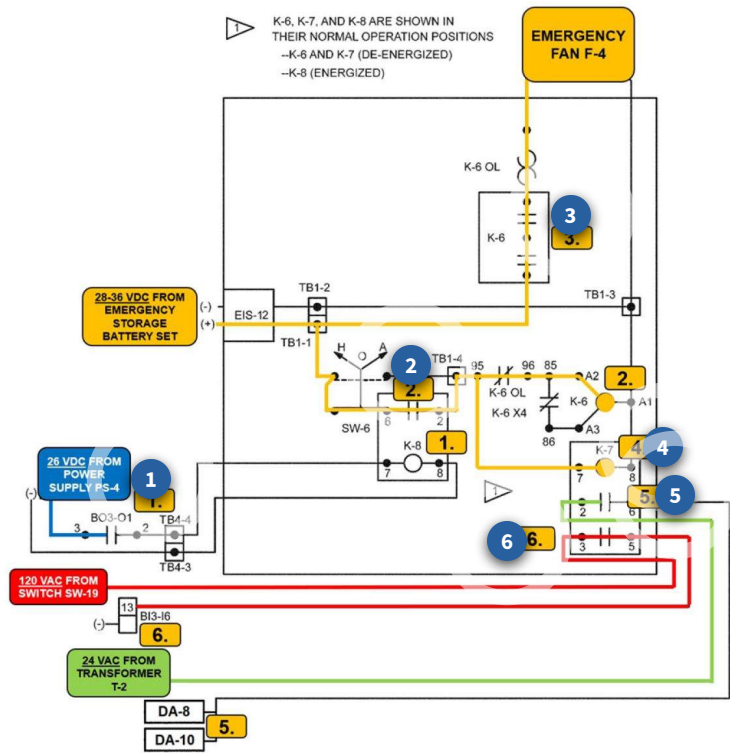 1
K-6, K-7, AND K-8 ARE SHOWN IN
THEIR NORMAL OPERATION POSITIONS
--K-6 AND K-7 (DE-ENERGIZED)
--K-8 (ENERGIZED)
EMERGENCY
FAN F-4
K-6 OL
3
3.
K-6
28-36 VDC FROM
EMERGENCY
STORAGE
BATTERY SET
(-)
(+)
EIS-12
TB1-2
TB1-1
TB1-3
H
O
A
2
2.
TB1-4
95
96
85
A2
2.
K-6 OL
K-6 X4
K-6
A1
SW-6
6
2
86
A3
K-8
1.
7
8
26 VDC FROM
POWER
SUPPLY PS-4
1
1.
(-)
3
BO3-O1
2
TB4-4
TB4-3
K-7
4
4
7
8
1
2
5.
5
6
6
6.
3
5
120 VAC FROM
SWITCH SW-19
13
(-)
BI3-I6
6.
24 VAC FROM
TRANSFORMER
T-2
DA-8
DA-10
5.